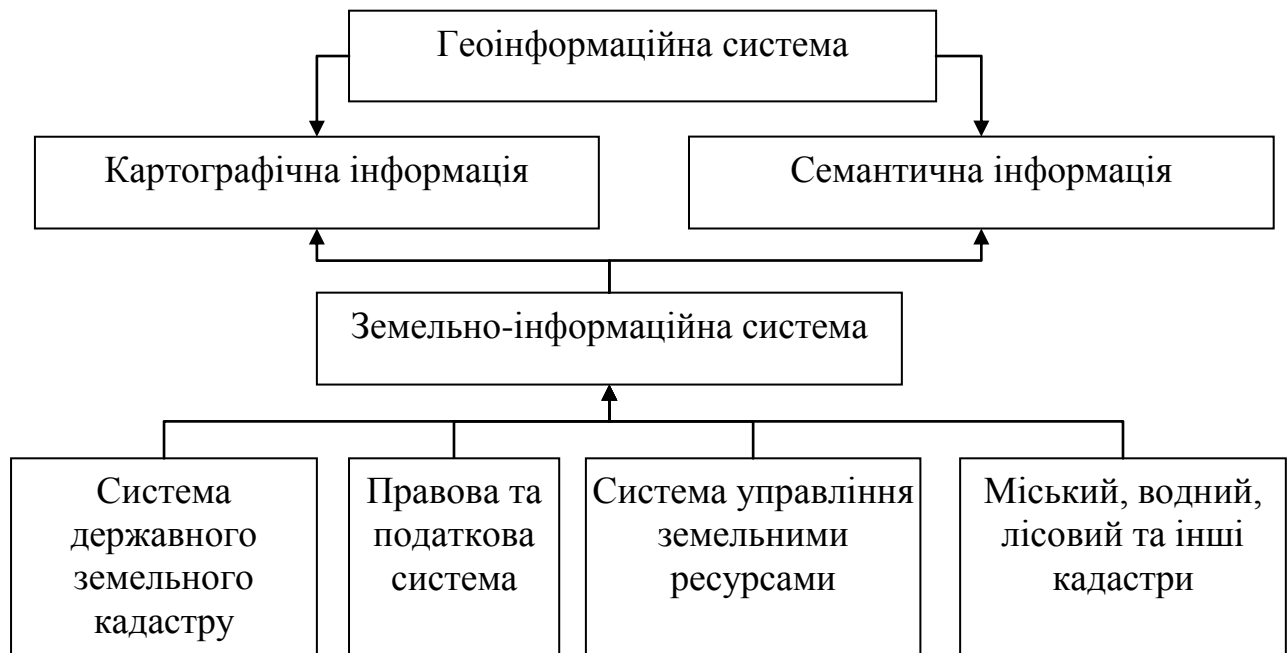 Геоінформаційна система
Картографічна інформація
Семантична інформація
Земельно-інформаційна система
Система
державного
земельного
кадастру
Правова та
податкова
система
Система управління
земельними
ресурсами
Міський, водний,
лісовий та інші
кадастри